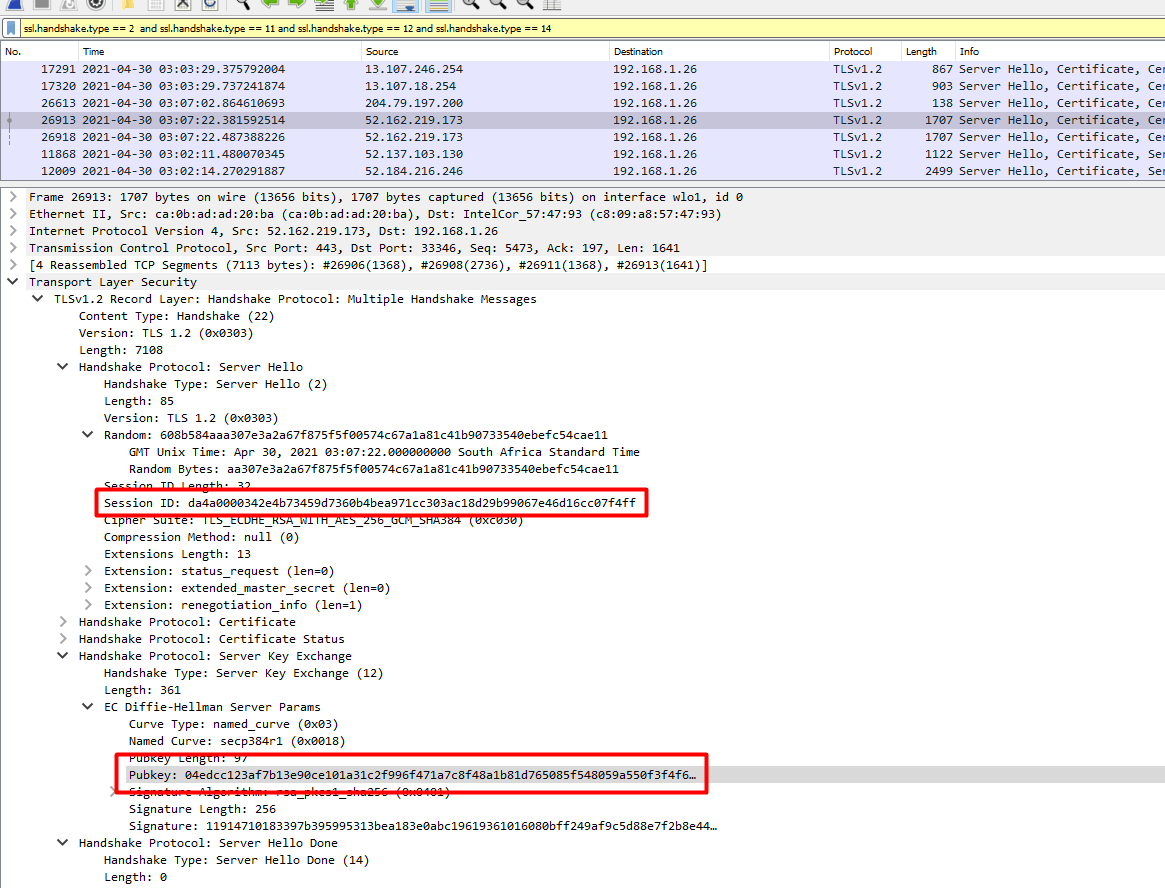 ssl.handshake.type == 2 and ssl.handshake.type == 11 and ssl.handshake.type == 12 and ssl.handshake.type == 14
No. Time Source Destination Protocol Length Info
17291 2021-04-30 03:03:29.375792004 13.107.246.254 192.168.1.26 TLSv1.2 867 Server Hello, Certificate, Cer
17320 2021-04-30 03:03:29.737241874 13.107.18.254 192.168.1.26 TLSv1.2 903 Server Hello, Certificate, Cer
26613 2021-04-30 03:07:02.864610693 204.79.197.200 192.168.1.26 TLSv1.2 138 Server Hello, Certificate, Cer
26913 2021-04-30 03:07:22.381592514 52.162.219.173 192.168.1.26 TLSv1.2 1707 Server Hello, Certificate, Cer
26918 2021-04-30 03:07:22.487388226 52.162.219.173 192.168.1.26 TLSv1.2 1707 Server Hello, Certificate, Cer
11868 2021-04-30 03:02:11.480070345 52.137.103.130 192.168.1.26 TLSv1.2 1122 Server Hello, Certificate, Ser
12009 2021-04-30 03:02:14.270291887 52.184.216.246 192.168.1.26 TLSv1.2 2499 Server Hello, Certificate, Ser
Frame 26913: 1707 bytes on wire (13656 bits), 1707 bytes captured (13656 bits) on interface wlo1, id 0
Ethernet II, Src: ca:0b:ad:ad:20:ba (ca:0b:ad:ad:20:ba), Dst: IntelCor_57:47:93 (c8:09:a8:57:47:93)
Internet Protocol Version 4, Src: 52.162.219.173, Dst: 192.168.1.26
Transmission Control Protocol, Src Port: 443, Dst Port: 33346, Seq: 5473, Ack: 197, Len: 1641
[4 Reassembled TCP Segments (7113 bytes): #26906(1368), #26908(2736), #26911(1368), #26913(1641)]
Transport Layer Security
TLSv1.2 Record Layer: Handshake Protocol: Multiple Handshake Messages
Content Type: Handshake (22)
Version: TLS 1.2 (0x0303)
Length: 7108
Handshake Protocol: Server Hello
Handshake Type: Server Hello (2)
Length: 85
Version: TLS 1.2 (0x0303)
Random: 608b584aaa307e3a2a67f875f5f00574c67a1a81c41b90733540ebefc54cae11
GMT Unix Time: Apr 30, 2021 03:07:22.000000000 South Africa Standard Time
Random Bytes: aa307e3a2a67f875f5f00574c67a1a81c41b90733540ebefc54cae11
Session ID Length: 32
Session ID: da4a0000342e4b73459d7360b4bea971cc303ac18d29b99067e46d16cc07f4ff
Cipher Suite: TLS_ECDHE_RSA_WITH_AES_256_GCM_SHA384 (0xc030)
Compression Method: null (0)
Extensions Length: 13
Extension: status_request (len=0)
Extension: extended_master_secret (len=0)
Extension: renegotiation_info (len=1)
Handshake Protocol: Certificate
Handshake Protocol: Certificate Status
Handshake Protocol: Server Key Exchange
Handshake Type: Server Key Exchange (12)
Length: 361
EC Diffie-Hellman Server Params
Curve Type: named_curve (0x03)
Named Curve: secp384r1 (0x0018)
Pubkey Length: 97
Pubkey: 04edcc123af7b13e90ce101a31c2f996f471a7c8f48a1b81d765085f548059a550f3f4f6…
Signature Algorithm: rsa_pkcs1_sha256 (0x0401)
Signature Length: 256
Signature: 11914710183397b395995313bea183e0abc19619361016080bff249af9c5d88e7f2b8e44…
Handshake Protocol: Server Hello Done
Handshake Type: Server Hello Done (14)
Length: 0